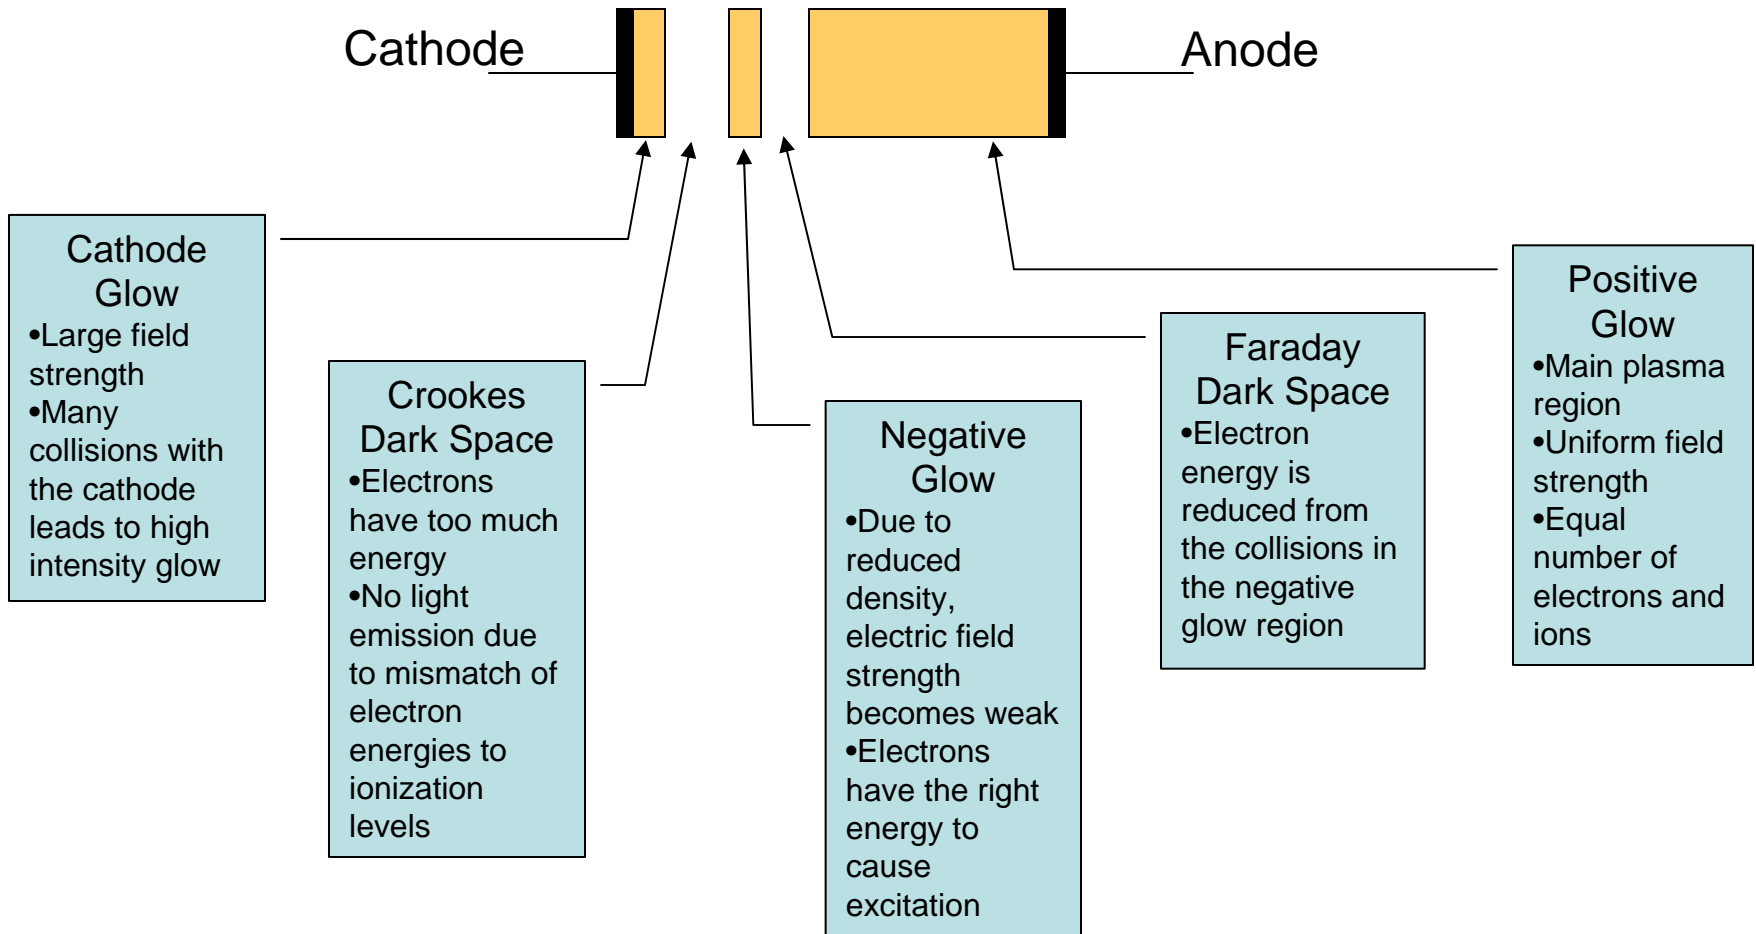 Cathode
Anode
Cathode
Glow
•Large field
strength
•Many
collisions with
the cathode
leads to high
intensity glow
Crookes
Dark Space
•Electrons
have too much
energy
•No light
emission due
to mismatch of
electron
energies to
ionization
levels
Negative
Glow
•Due to
reduced
density,
electric field
strength
becomes weak
•Electrons
have the right
energy to
cause
excitation
Faraday
Dark Space
•Electron
energy is
reduced from
the collisions in
the negative
glow region
Positive
Glow
•Main plasma
region
•Uniform field
strength
•Equal
number of
electrons and
ions